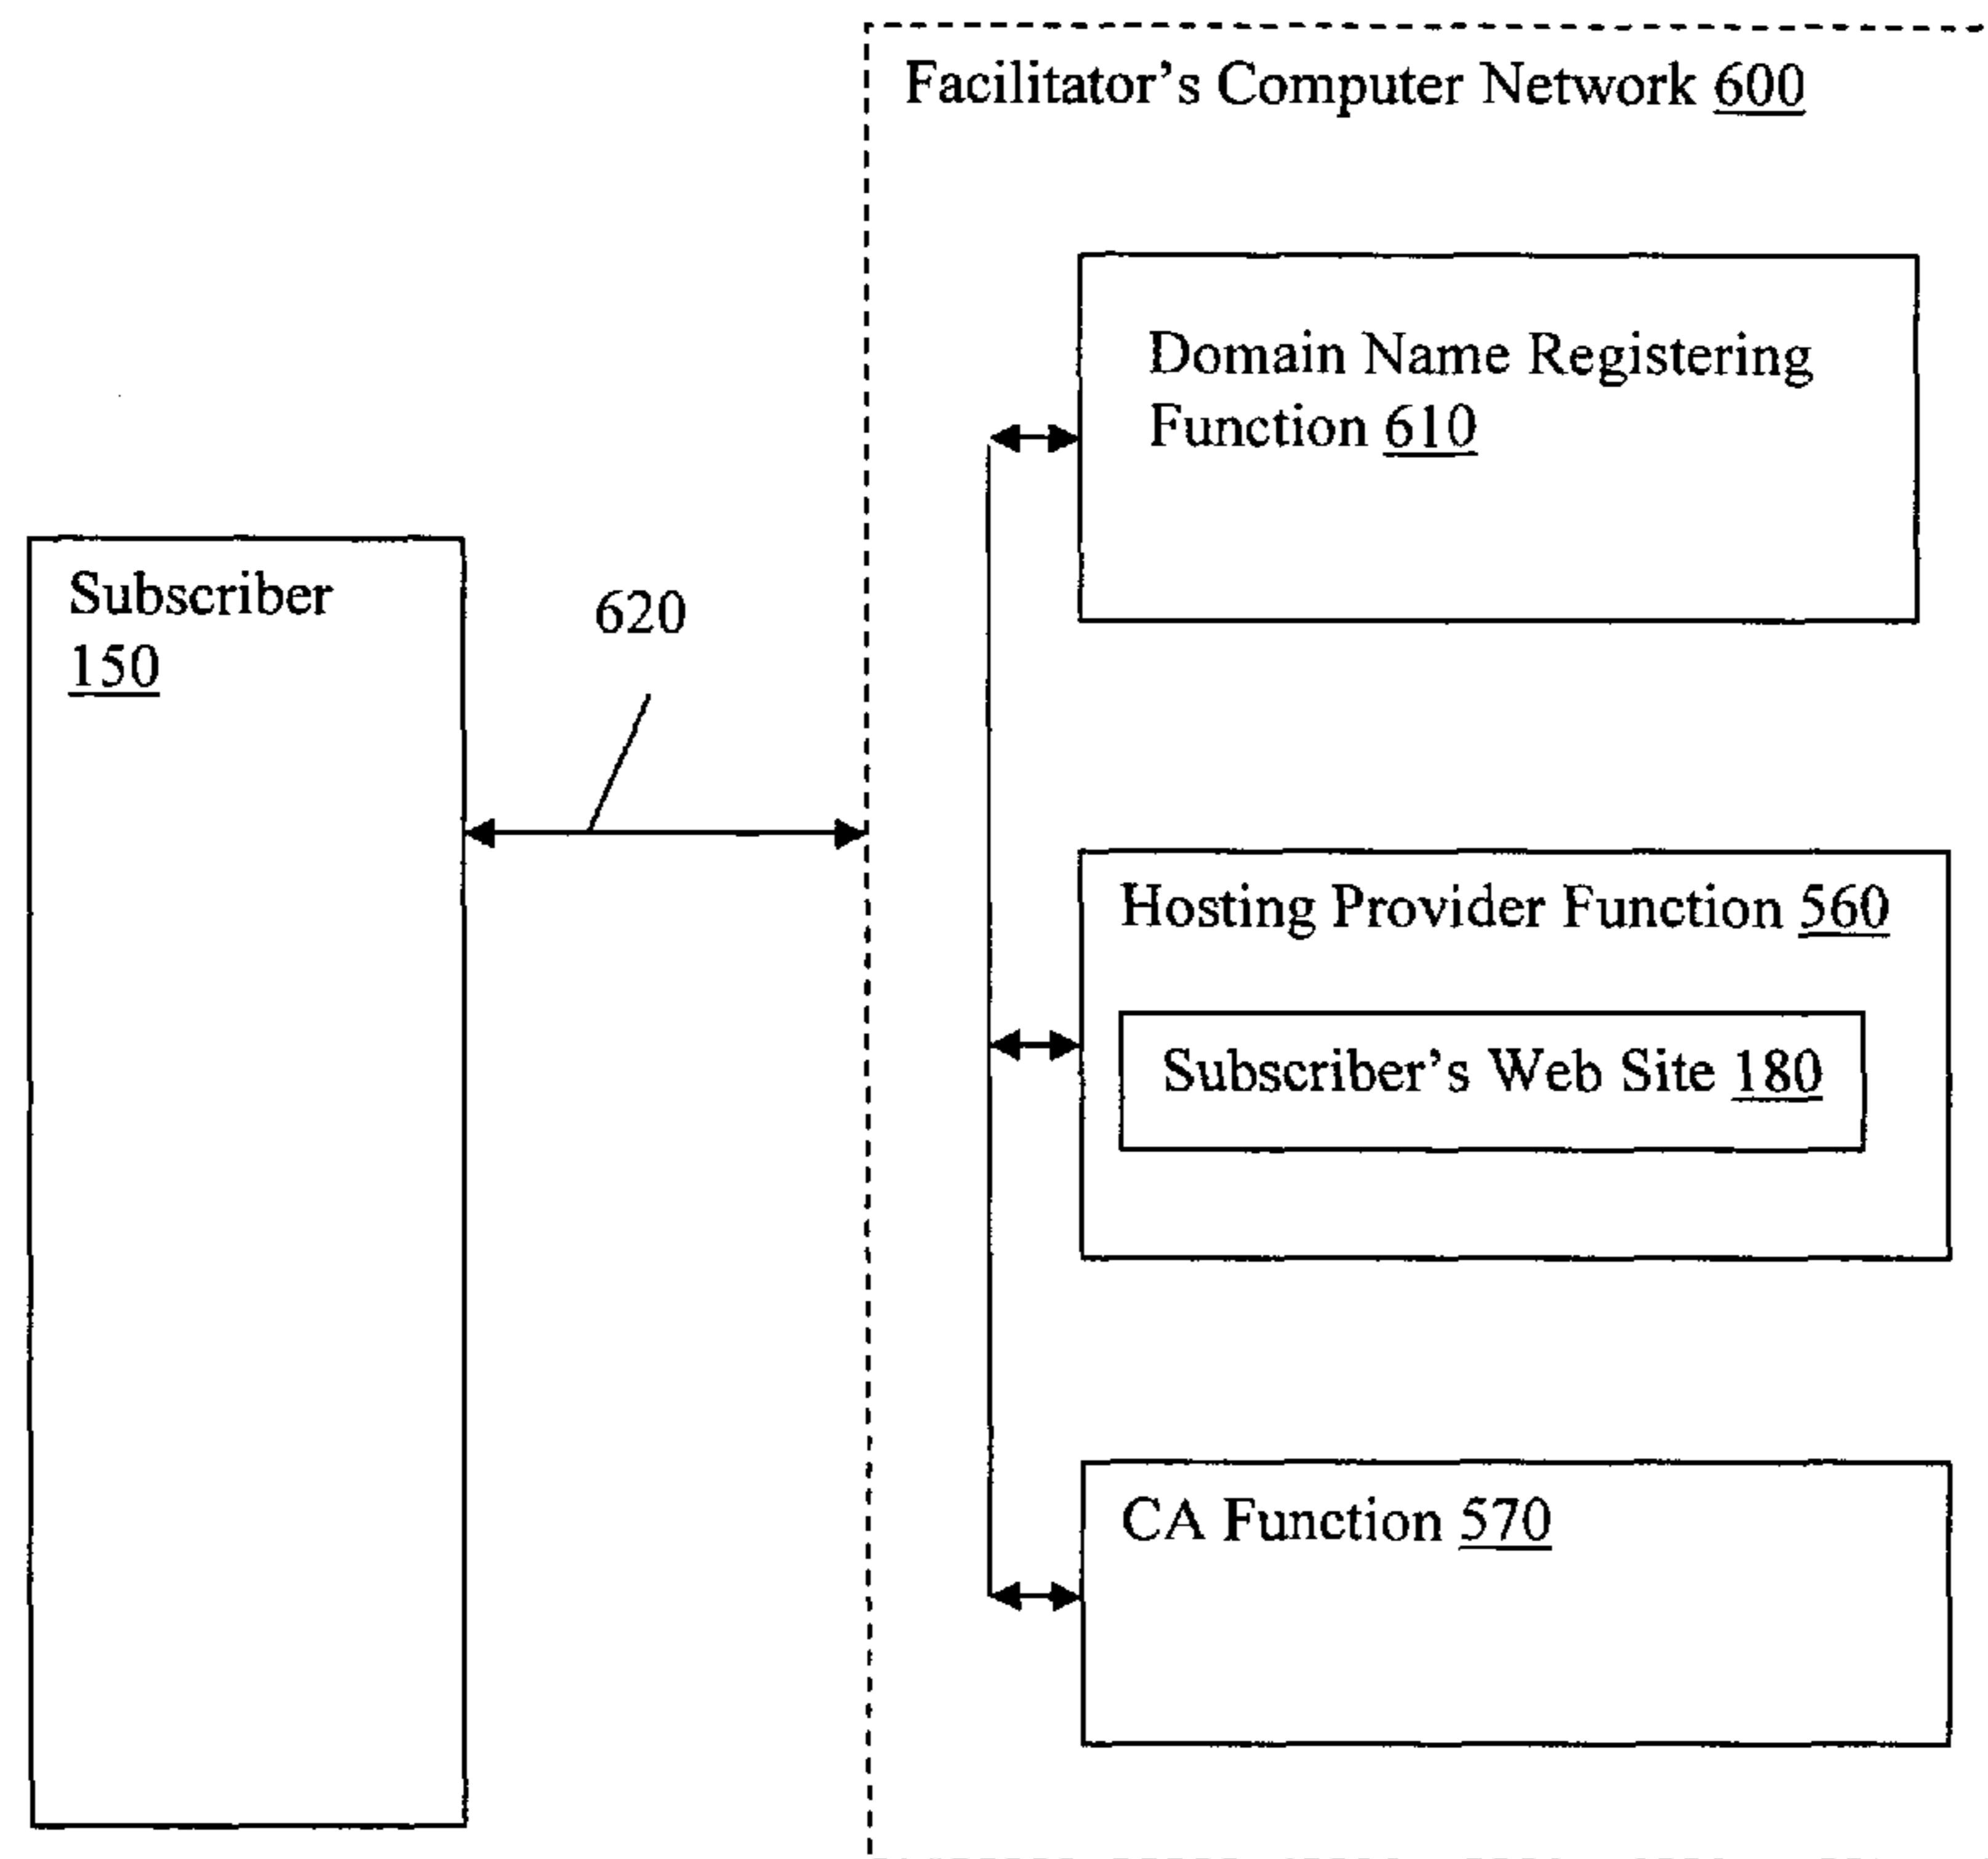 Facilitator's Computer Network 600
Domain Name Registering
Function 610
Subscriber
150
620
Hosting Provider Function 560
Subscriber's Web Site 180
CA Function 570